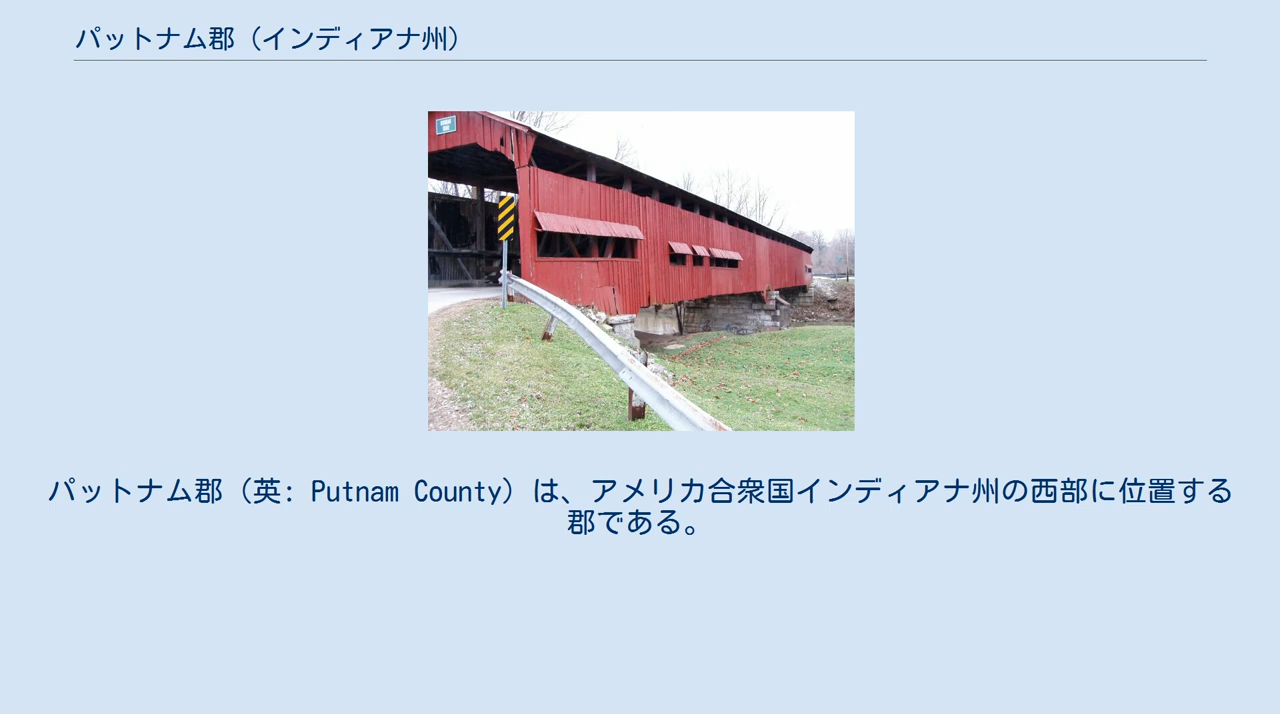 パットナム郡（インディアナ州）
パットナム郡（英: Putnam County）は、アメリカ合衆国インディアナ州の西部に位置する
郡である。